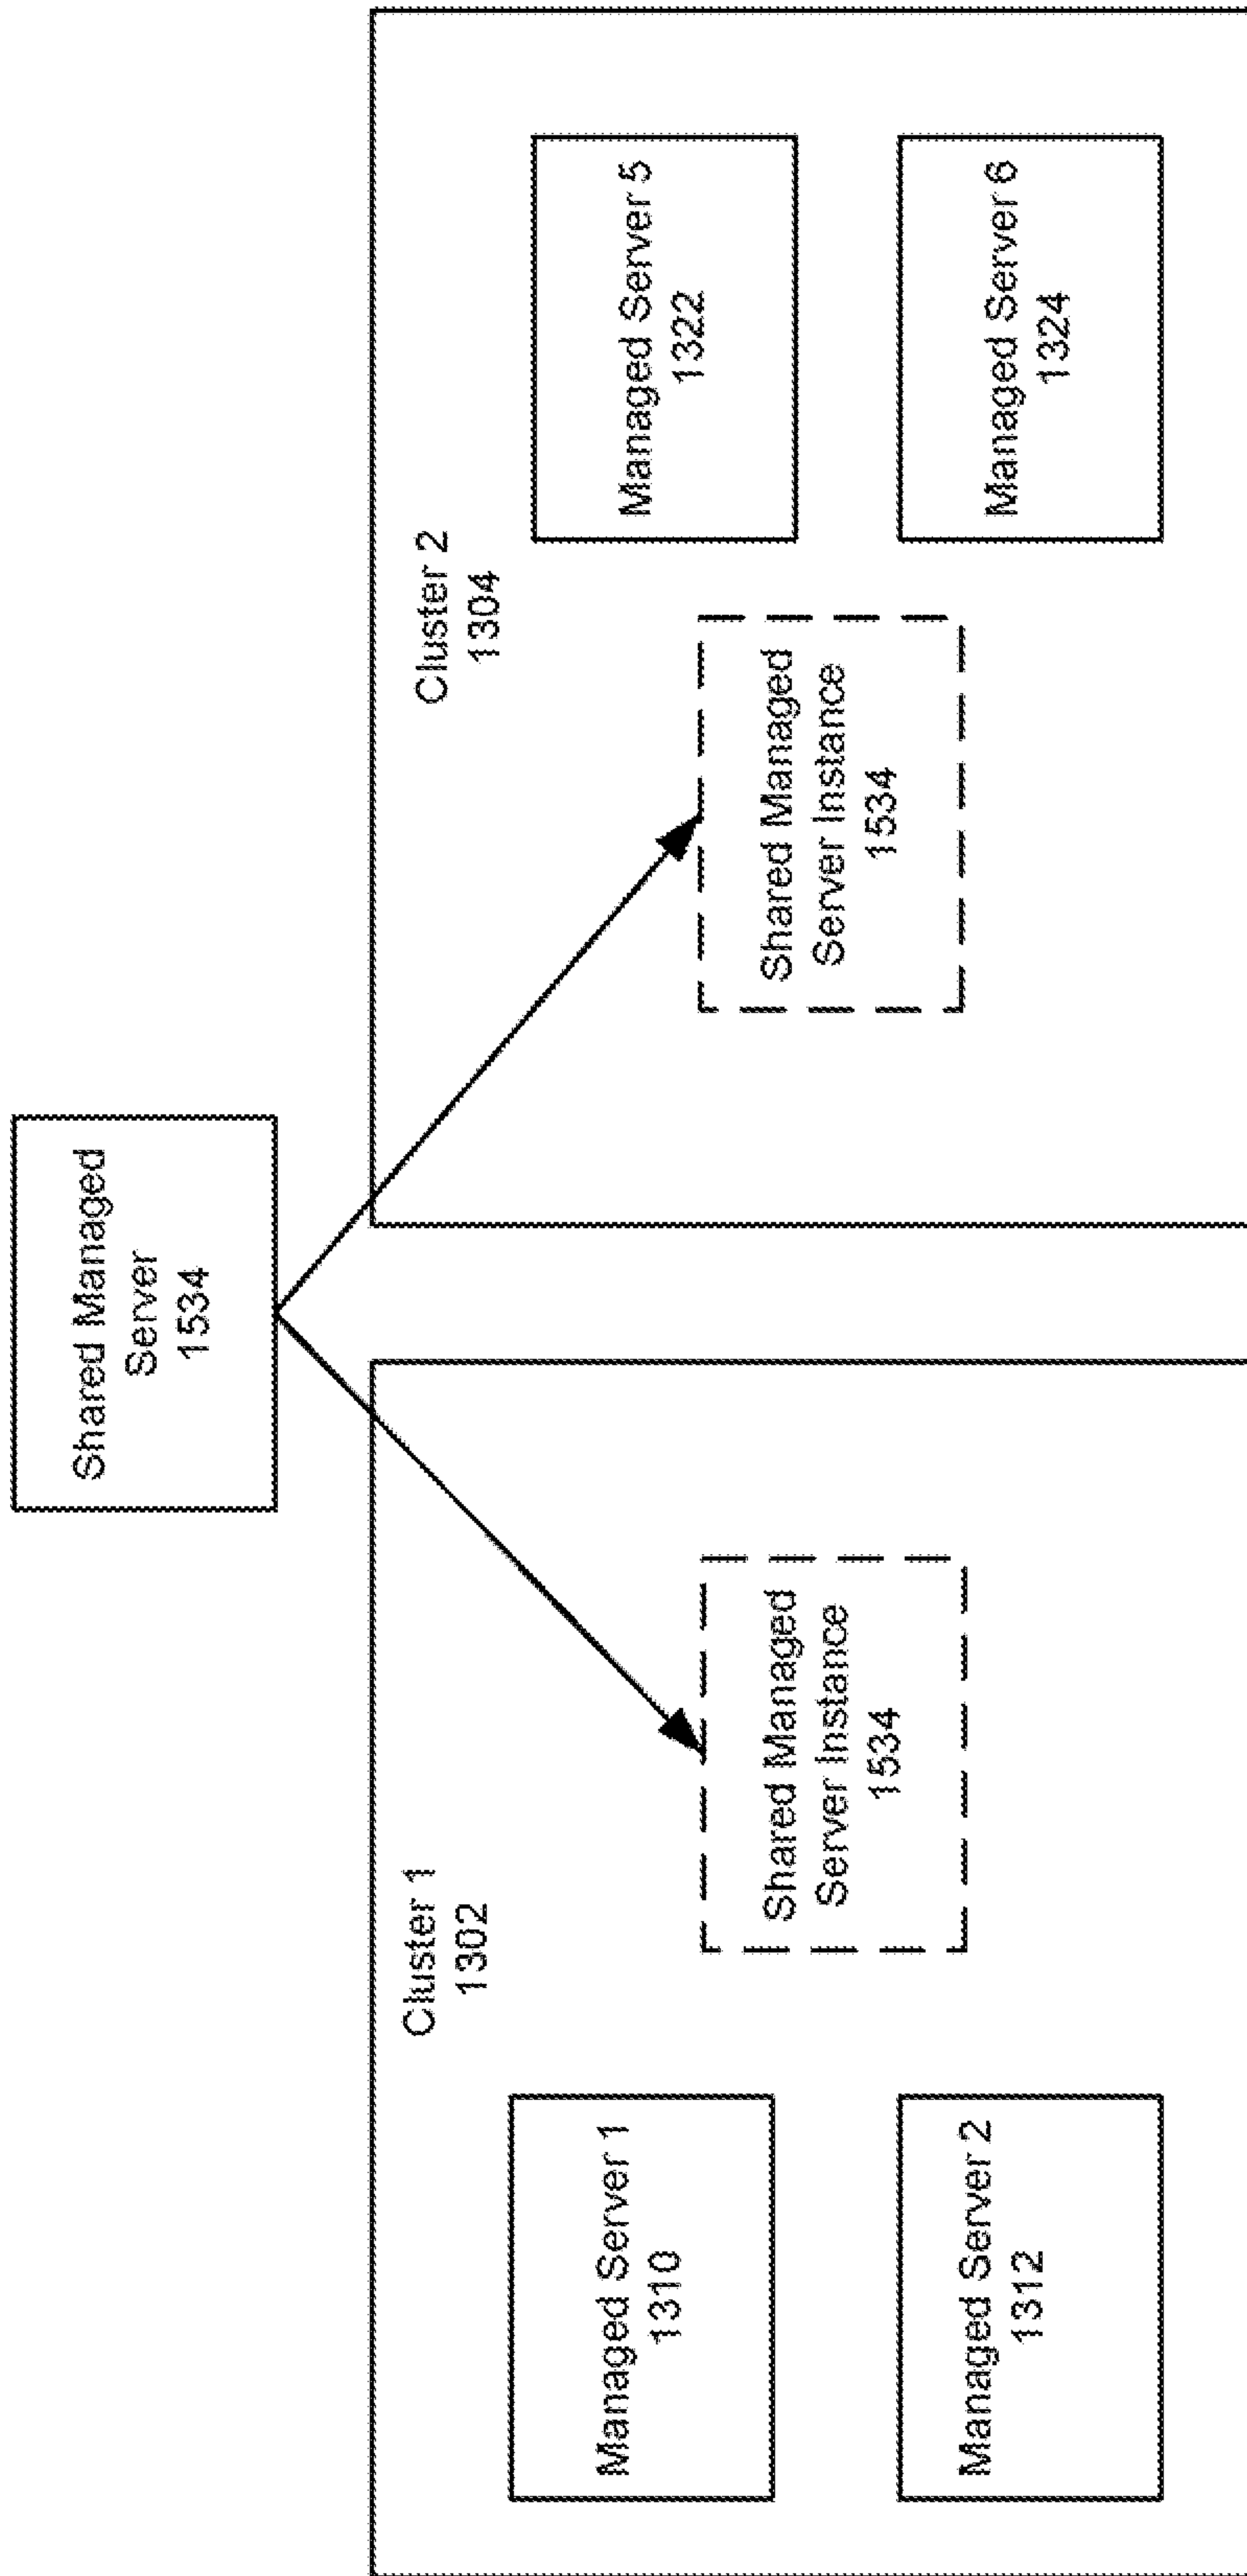 Shared Managed
Server
1534
Cluster 1
1302
Managed Server 1
1310
Managed Server 2
1312
Shared Managed
Server Instance
1534
Cluster 2
1304
Shared Managed
Server Instance
1534
Managed Server 5
1322
Managed Server 6
1324